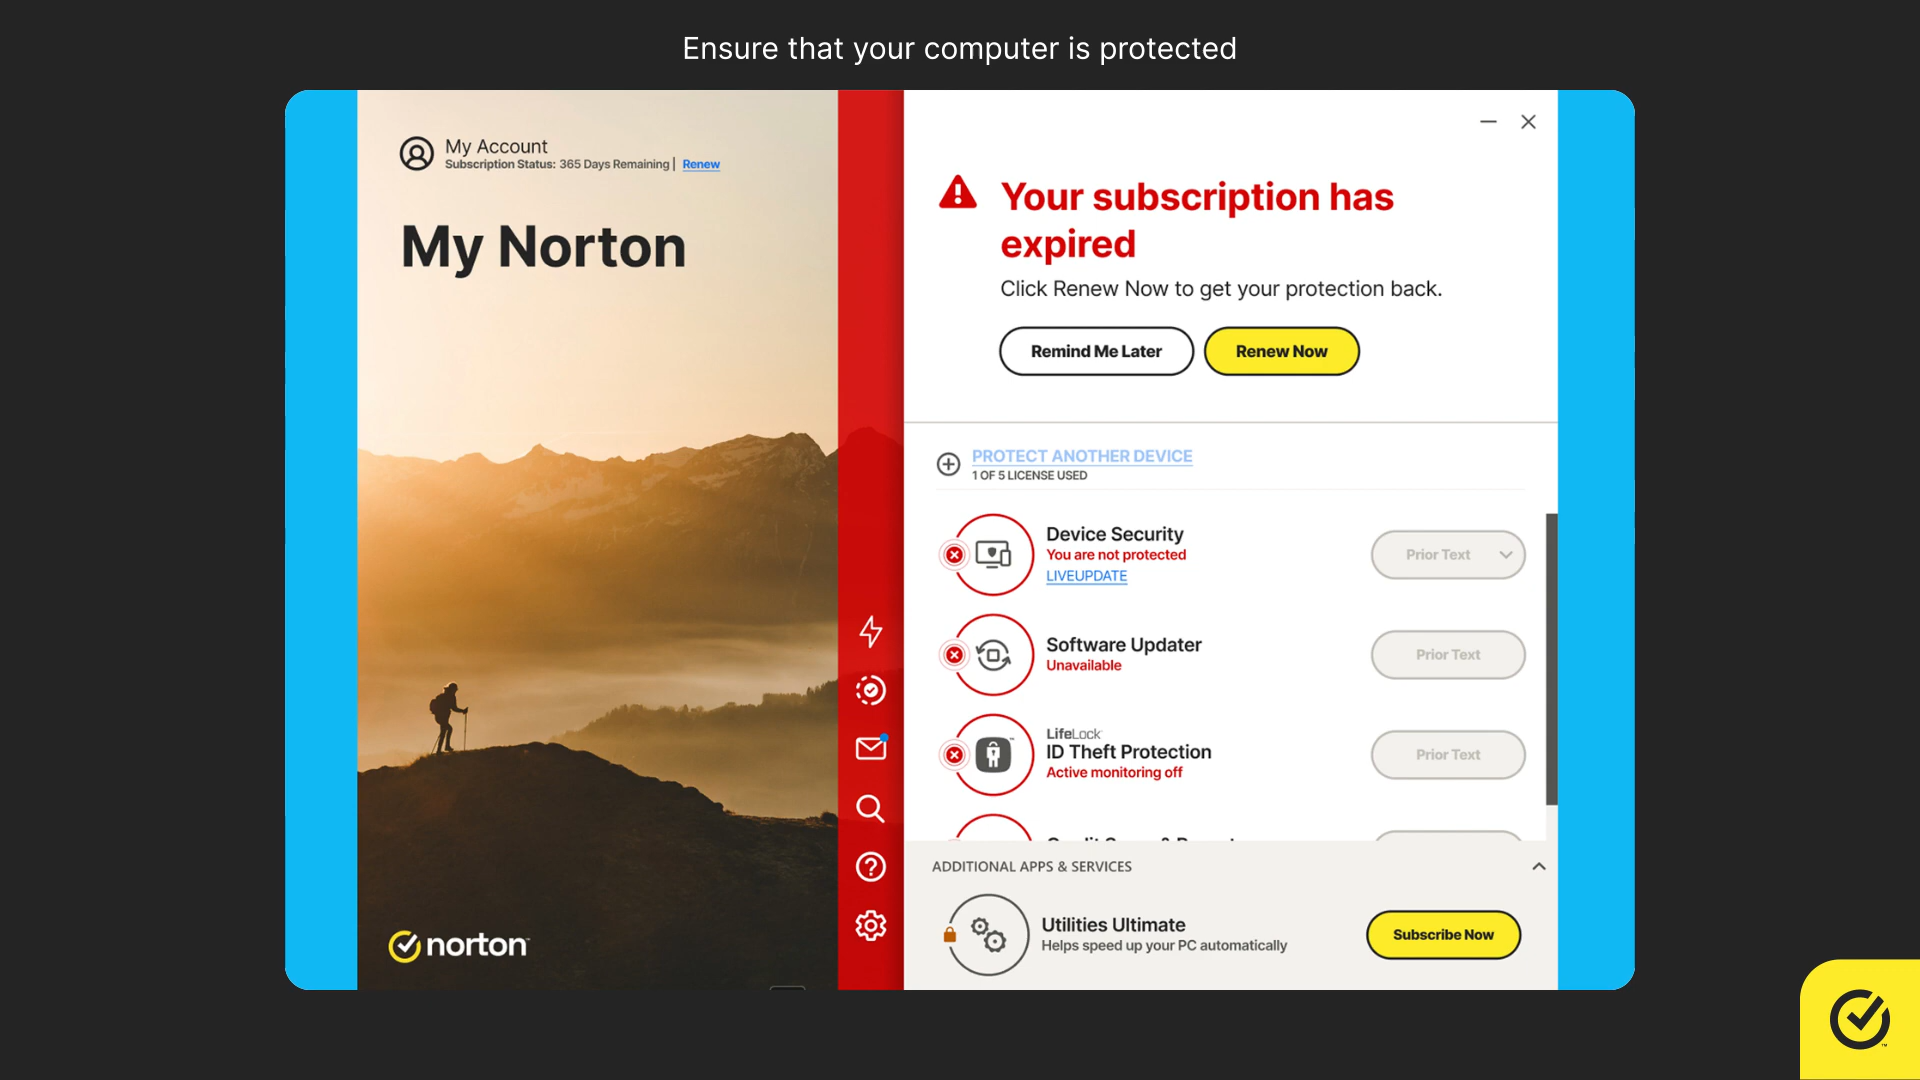 Ensure that your computer is protected
My Account
Subscription Status: 365 Days Remaining | Renew
My Norton
norton
Your subscription has
expired
Click Renew Now to get your protection back.
Remind Me Later
Renew Now
PROTECT ANOTHER DEVICE
1 OF 5 LICENSE USED
Device Security
You are not protected
LIVEUPDATE
Prior Text
Software Updater
Unavailable
Prior Text
LifeLock
ID Theft Protection
Active monitoring off
Prior Text
ADDITIONAL APPS & SERVICES
Utilities Ultimate
Helps speed up your PC automatically
Subscribe Now